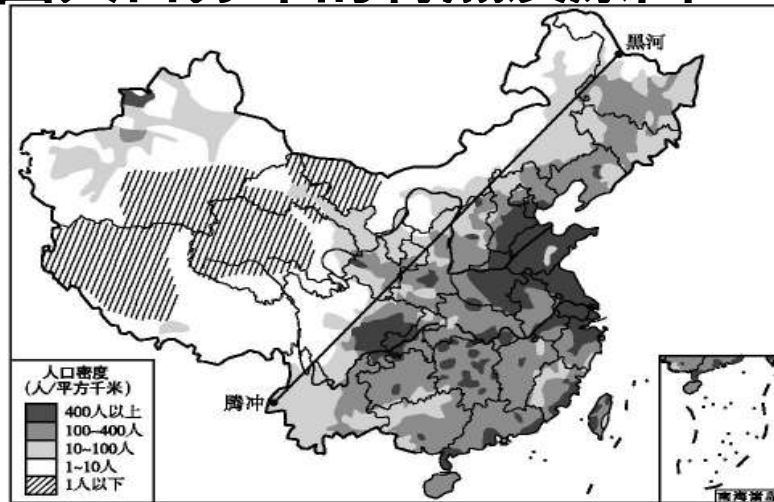 黑河
腾冲
人口密度
(人/平方千米)
400人以上
100~400人
10~100人
1~10人
1人以下
南海诸岛